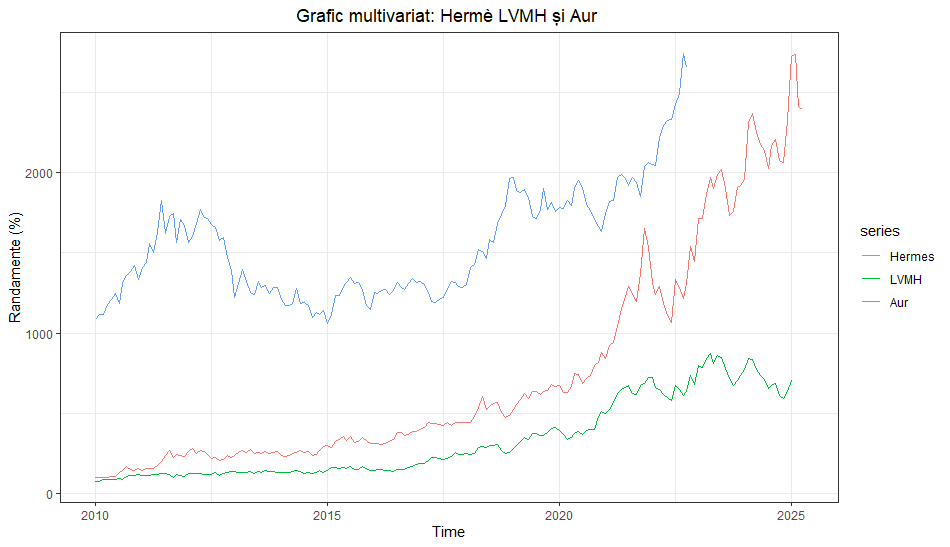 Grafic multivariat: Hermè LVMH și Aur
Randamente (%)
2000
1000
0
2010
2015
2020
2025
Time
series
Hermes
LVMH
Aur